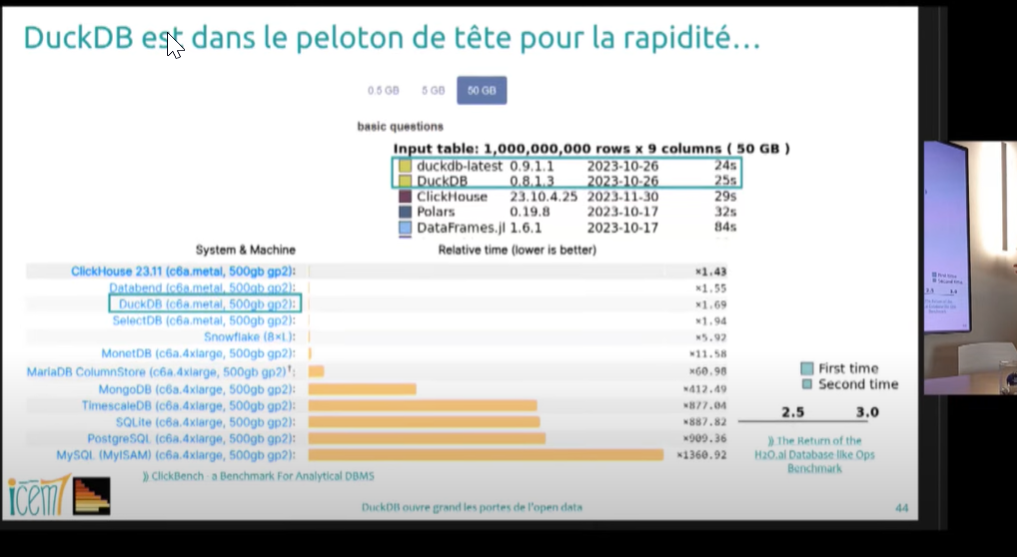 DuckDB est dans le peloton de tête pour la rapidité...
0.5 GB 5 GB 50 GB
basic questions
Input table: 1,000,000,000 rows x 9 columns ( 50 GB )
duckdb-latest 0.9.1.1 2023-10-26 24s
DuckDB 0.8.1.3 2023-10-26 25s
ClickHouse 23.10.4.25 2023-11-30 29s
Polars 0.19.8 2023-10-17 32s
DataFrames.jl 1.6.1 2023-10-17 84s
System & Machine Relative time (lower is better)
ClickHouse 23.11 (c6a.metal, 500gb gp2): ×1.43
Databend (c6a.metal, 500gb gp2): ×1.55
DuckDB (c6a.metal, 500gb gp2): ×1.69
SelectDB (c6a.metal, 500gb gp2): ×1.94
Snowflake (8×L): ×5.92
MonetDB (c6a.4xlarge, 500gb gp2): ×11.58
MariaDB ColumnStore (c6a.4xlarge, 500gb gp2)†: ×60.98
MongoDB (c6a.4xlarge, 500gb gp2): ×412.49
TimescaleDB (c6a.4xlarge, 500gb gp2): ×877.04
SQLite (c6a.4xlarge, 500gb gp2): ×887.82
PostgreSQL (c6a.4xlarge, 500gb gp2): ×909.36
MySQL (MyISAM) (c6a.4xlarge, 500gb gp2): ×1360.92
First time
Second time
2.5 3.0
)) The Return of the
H2O.ai Database like Ops
Benchmark
)) ClickBench a Benchmark For Analytical DBMS
icem7
DuckDB ouvre grand les portes de l'open data
44